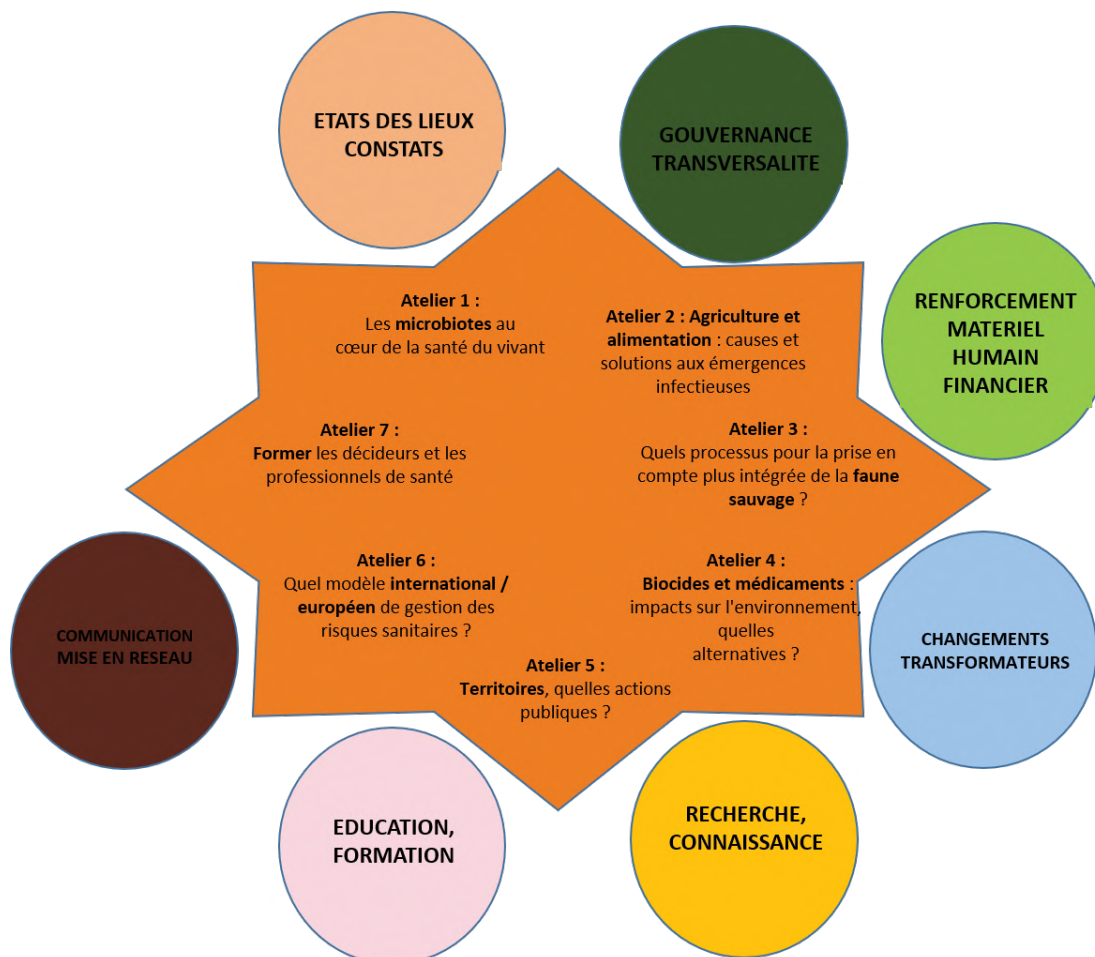 ETATS DES LIEUX
CONSTATS
GOUVERNANCE
TRANSVERSALITE
RENFORCEMENT
MATERIEL
HUMAIN
FINANCIER
Atelier 1 :
Les microbiotes au
cœur de la santé du vivant
Atelier 2 : Agriculture et
alimentation : causes et
solutions aux émergences
infectieuses
Atelier 7 :
Former les décideurs et les
professionnels de santé
Atelier 3 :
Quels processus pour la prise en
compte plus intégrée de la faune
sauvage ?
Atelier 6 :
Quel modèle international /
européen de gestion des
risques sanitaires ?
Atelier 4 :
Biocides et médicaments :
impacts sur l'environnement,
quelles
alternatives ?
Atelier 5 :
Territoires, quelles actions
publiques ?
COMMUNICATION
MISE EN RESEAU
CHANGEMENTS
TRANSFORMATEURS
EDUCATION,
FORMATION
RECHERCHE,
CONNAISSANCE